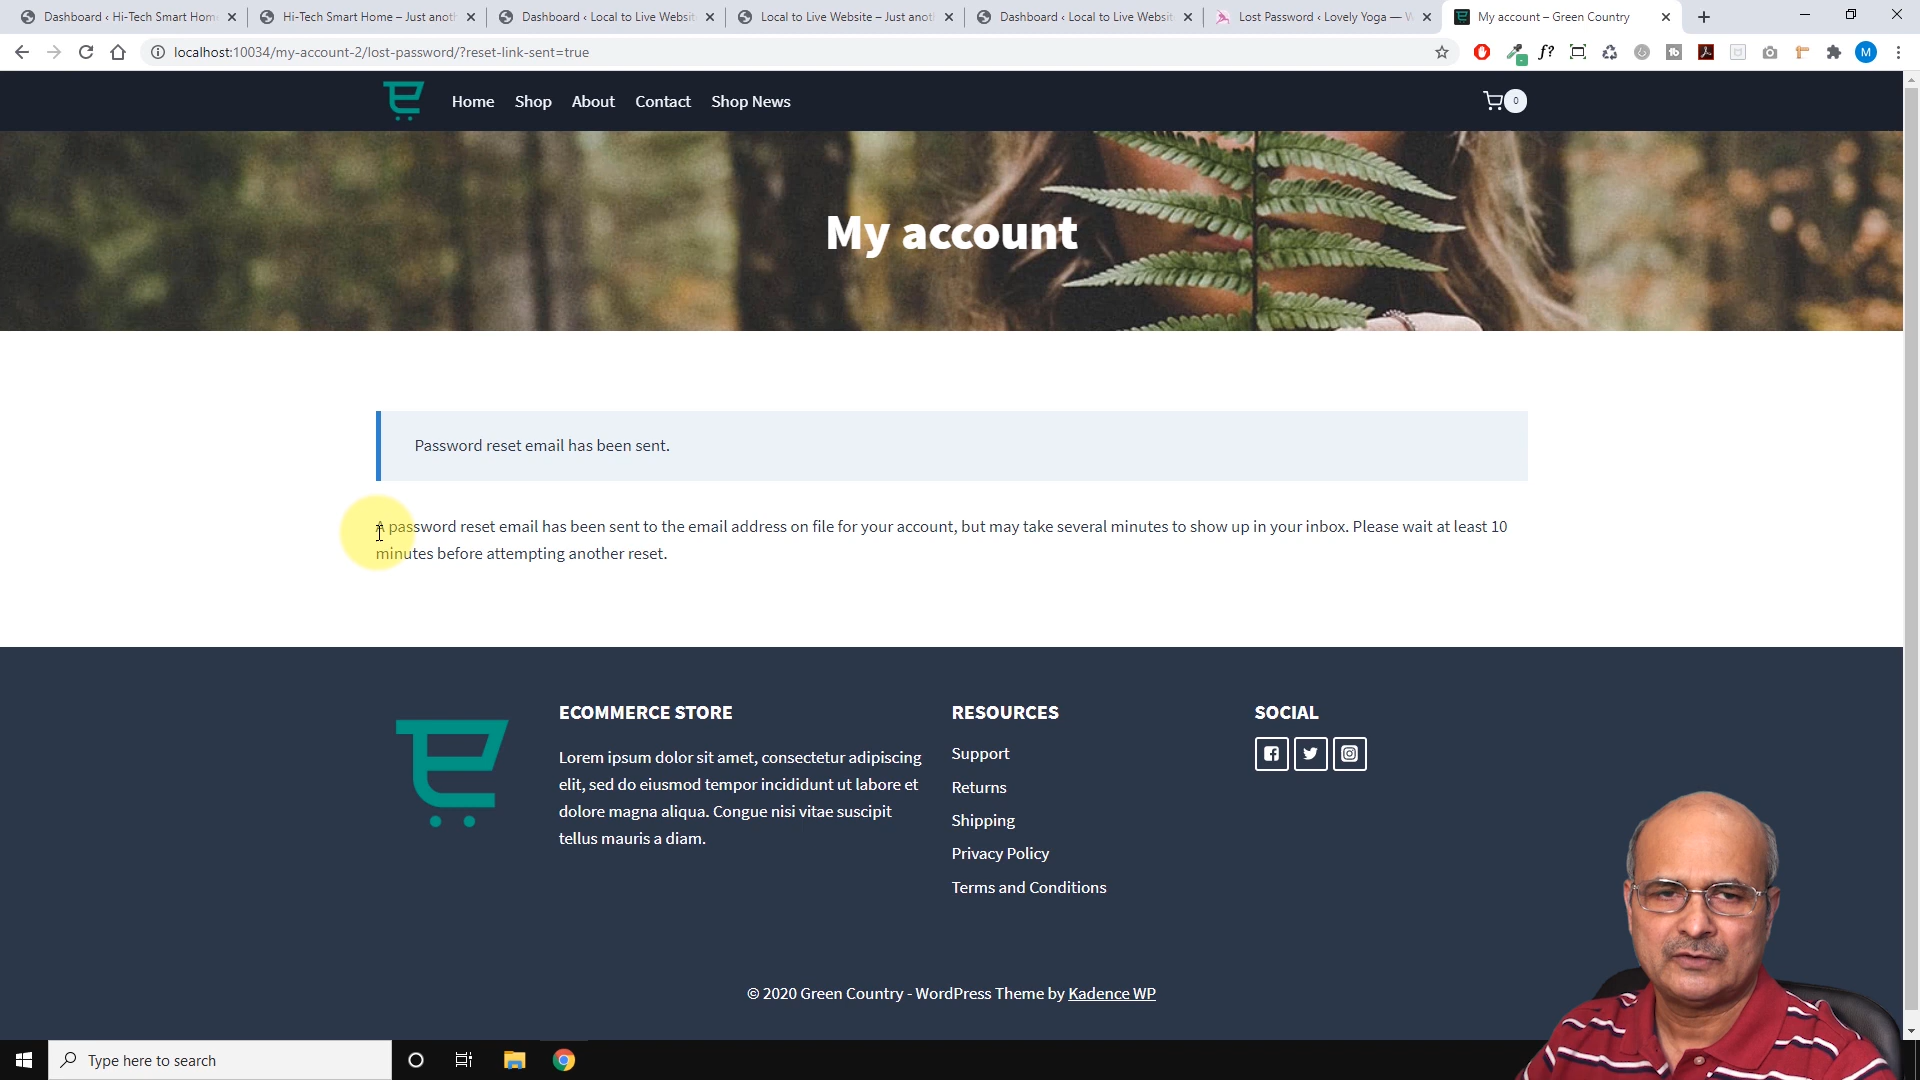 Dashboard ‹ Hi-Tech Smart Hom
Hi-Tech Smart Home – Just anoth
Dashboard ‹ Local to Live Websit
Local to Live Website – Just anot
Dashboard ‹ Local to Live Websit
Lost Password ‹ Lovely Yoga — W
My account – Green Country
localhost:10034/my-account-2/lost-password/?reset-link-sent=true
f?
M
Home
Shop
About
Contact
Shop News
0
My account
Password reset email has been sent.
A password reset email has been sent to the email address on file for your account, but may take several minutes to show up in your inbox. Please wait at least 10
minutes before attempting another reset.
ECOMMERCE STORE
Lorem ipsum dolor sit amet, consectetur adipiscing
elit, sed do eiusmod tempor incididunt ut labore et
dolore magna aliqua. Congue nisi vitae suscipit
tellus mauris a diam.
RESOURCES
Support
Returns
Shipping
Privacy Policy
Terms and Conditions
SOCIAL
© 2020 Green Country - WordPress Theme by Kadence WP
Type here to search